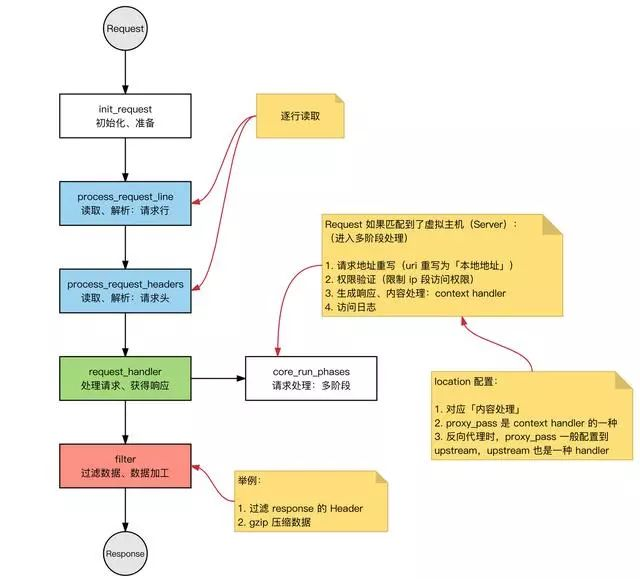 Request
init_request
初始化、准备
逐行读取
process_request_line
读取、解析：请求行
process_request_headers
读取、解析：请求头
Request 如果匹配到了虚拟主机（Server）：
（进入多阶段处理）
1. 请求地址重写（uri 重写为「本地地址」）
2. 权限验证（限制 ip 段访问权限）
3. 生成响应、内容处理：context handler
4. 访问日志
request_handler
处理请求、获得响应
core_run_phases
请求处理：多阶段
location 配置：
1. 对应「内容处理」
2. proxy_pass 是 context handler 的一种
3. 反向代理时，proxy_pass 一般配置到
upstream，upstream 也是一种 handler
filter
过滤数据、数据加工
举例：
1. 过滤 response 的 Header
2. gzip 压缩数据
Response